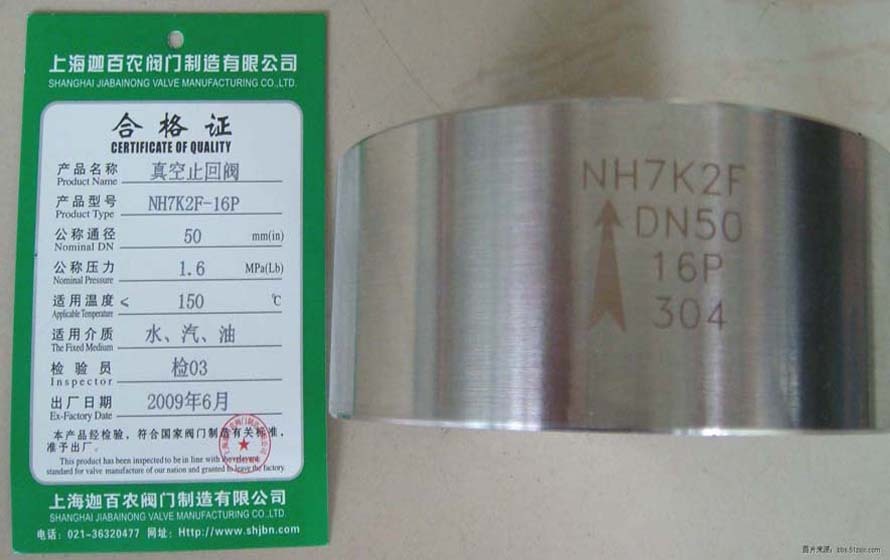 上海迦百农阀门制造有限公司
SHANGHAI JIABAINONG VALVE MANUFACTURING CO.,LTD.
合格证
CERTIFICATE OF QUALITY
产品名称 真空止回阀
Product Name
产品型号 NH7K2F-16P
Product Type
公称通径 50 mm(in)
Nominal DN
公称压力 1.6 MPa(Lb)
Nominal Pressure
适用温度 < 150 ℃
Applicable Temperature
适用介质 水、汽、油
The Fixed Medium
检验员 检03
Inspector
出厂日期 2009年6月
Ex-Factory Date
本产品经检验，符合国家阀门制造有关标准，
准予出厂。
This product has been inspected to be in line with the relevant
standard for valve manufacture of our nation and granted to leave the factory.
上海迦百农阀门制造有限公司
SHANGHAI JIABAINONG VALVE MANUFACTURING CO.,LTD.
电话：021-36320477 网址：Http://www.shjbn.com
NH7K2F
DN50
16P
304
图片来源：